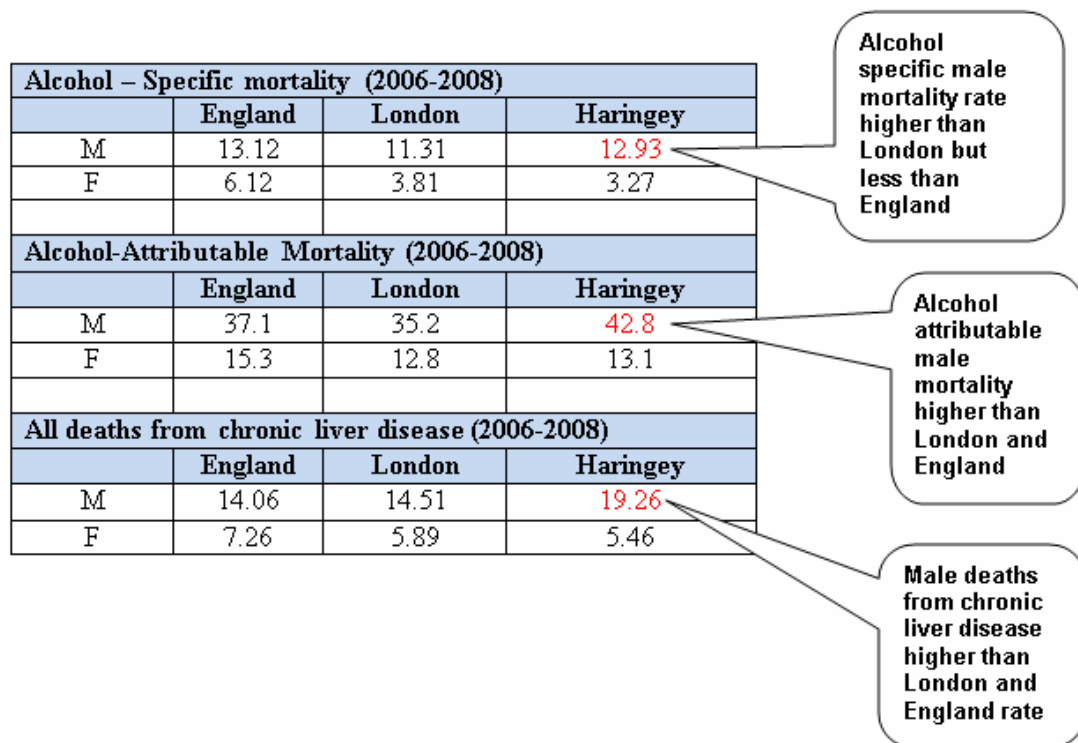 Alcohol – Specific mortality (2006-2008)
England London Haringey
M 13.12 11.31 12.93
F 6.12 3.81 3.27
Alcohol-Attributable Mortality (2006-2008)
England London Haringey
M 37.1 35.2 42.8
F 15.3 12.8 13.1
All deaths from chronic liver disease (2006-2008)
England London Haringey
M 14.06 14.51 19.26
F 7.26 5.89 5.46
Alcohol
specific male
mortality rate
higher than
London but
less than
England
Alcohol
attributable
male
mortality
higher than
London and
England
Male deaths
from chronic
liver disease
higher than
London and
England rate